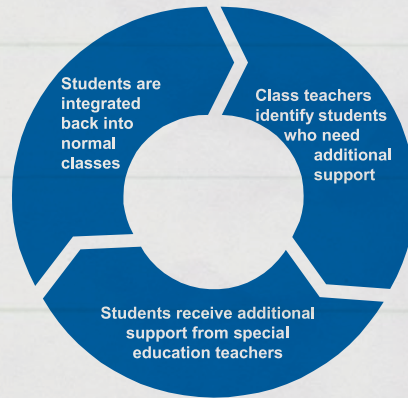 Students are
integrated
back into
normal
classes
Class teachers
identify students
who need
additional
support
Students receive additional
support from special
education teachers